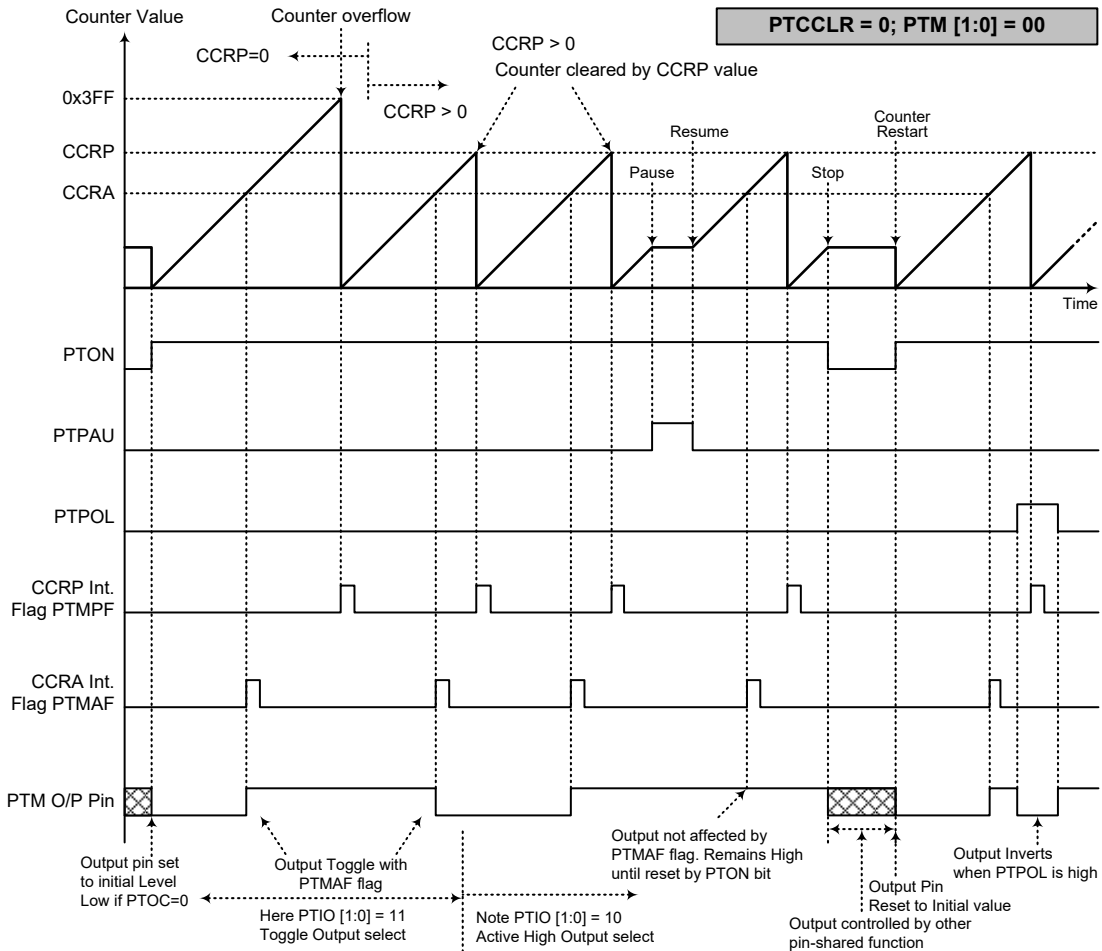 Counter Value
Counter overflow
PTCCLR = 0; PTM [1:0] = 00
CCRP=0
CCRP > 0
CCRP > 0
Counter cleared by CCRP value
0x3FF
CCRP
CCRA
Pause
Resume
Stop
Counter
Restart
Time
PTON
PTPAU
PTPOL
CCRP Int.
Flag PTMPF
CCRA Int.
Flag PTMAF
PTM O/P Pin
Output pin set
to initial Level
Low if PTOC=0
Output Toggle with
PTMAF flag
Here PTIO [1:0] = 11
Toggle Output select
Note PTIO [1:0] = 10
Active High Output select
Output not affected by
PTMAF flag. Remains High
until reset by PTON bit
Output Pin
Reset to Initial value
Output controlled by other
pin-shared function
Output Inverts
when PTPOL is high